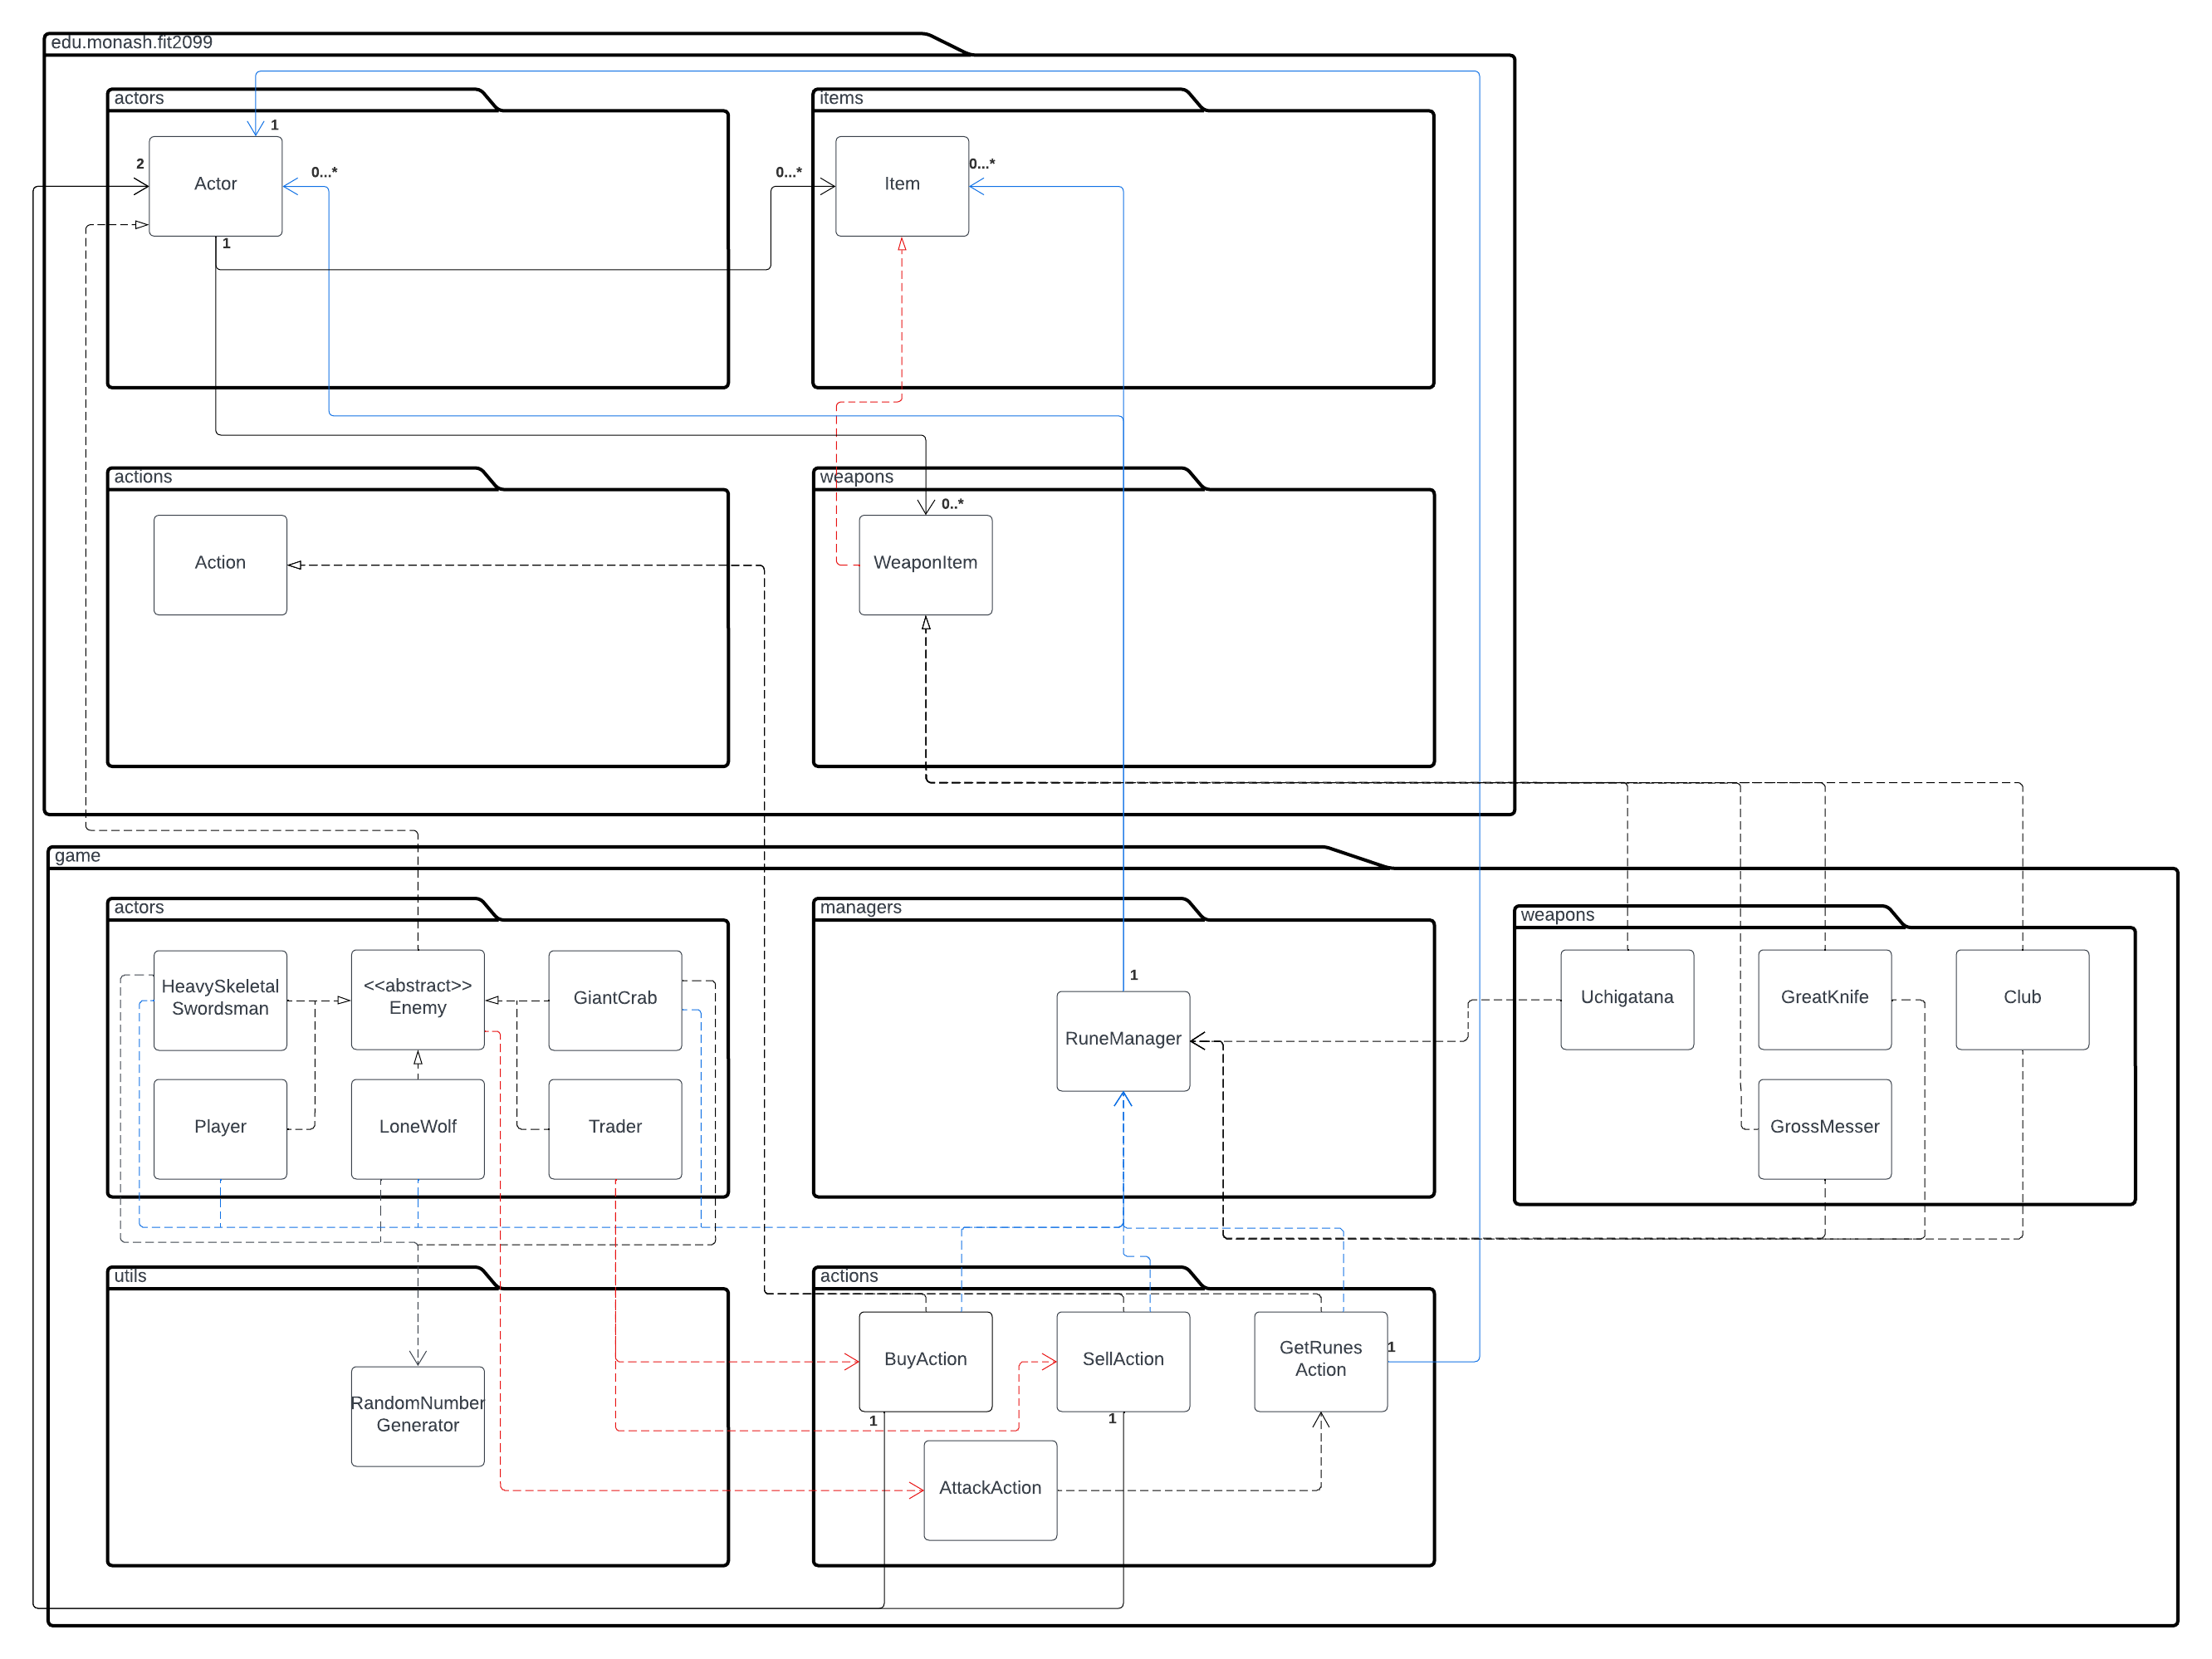 edu.monash.fit2099
actors
items
1
2
0...*
0...*
0...*
Actor
Item
1
actions
weapons
0..*
Action
WeaponItem
game
actors
managers
weapons
HeavySkeletal
Swordsman
<<abstract>>
Enemy
GiantCrab
1
RuneManager
Uchigatana
GreatKnife
Club
Player
LoneWolf
Trader
GrossMesser
utils
actions
BuyAction
SellAction
GetRunes
Action
1
RandomNumber
Generator
1
1
AttackAction